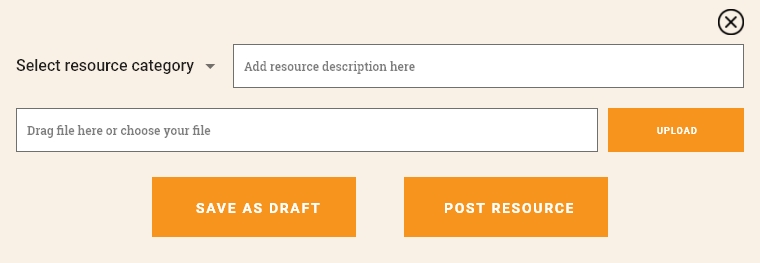 Select resource category
Add resource description here
Drag file here or choose your file
UPLOAD
SAVE AS DRAFT
POST RESOURCE